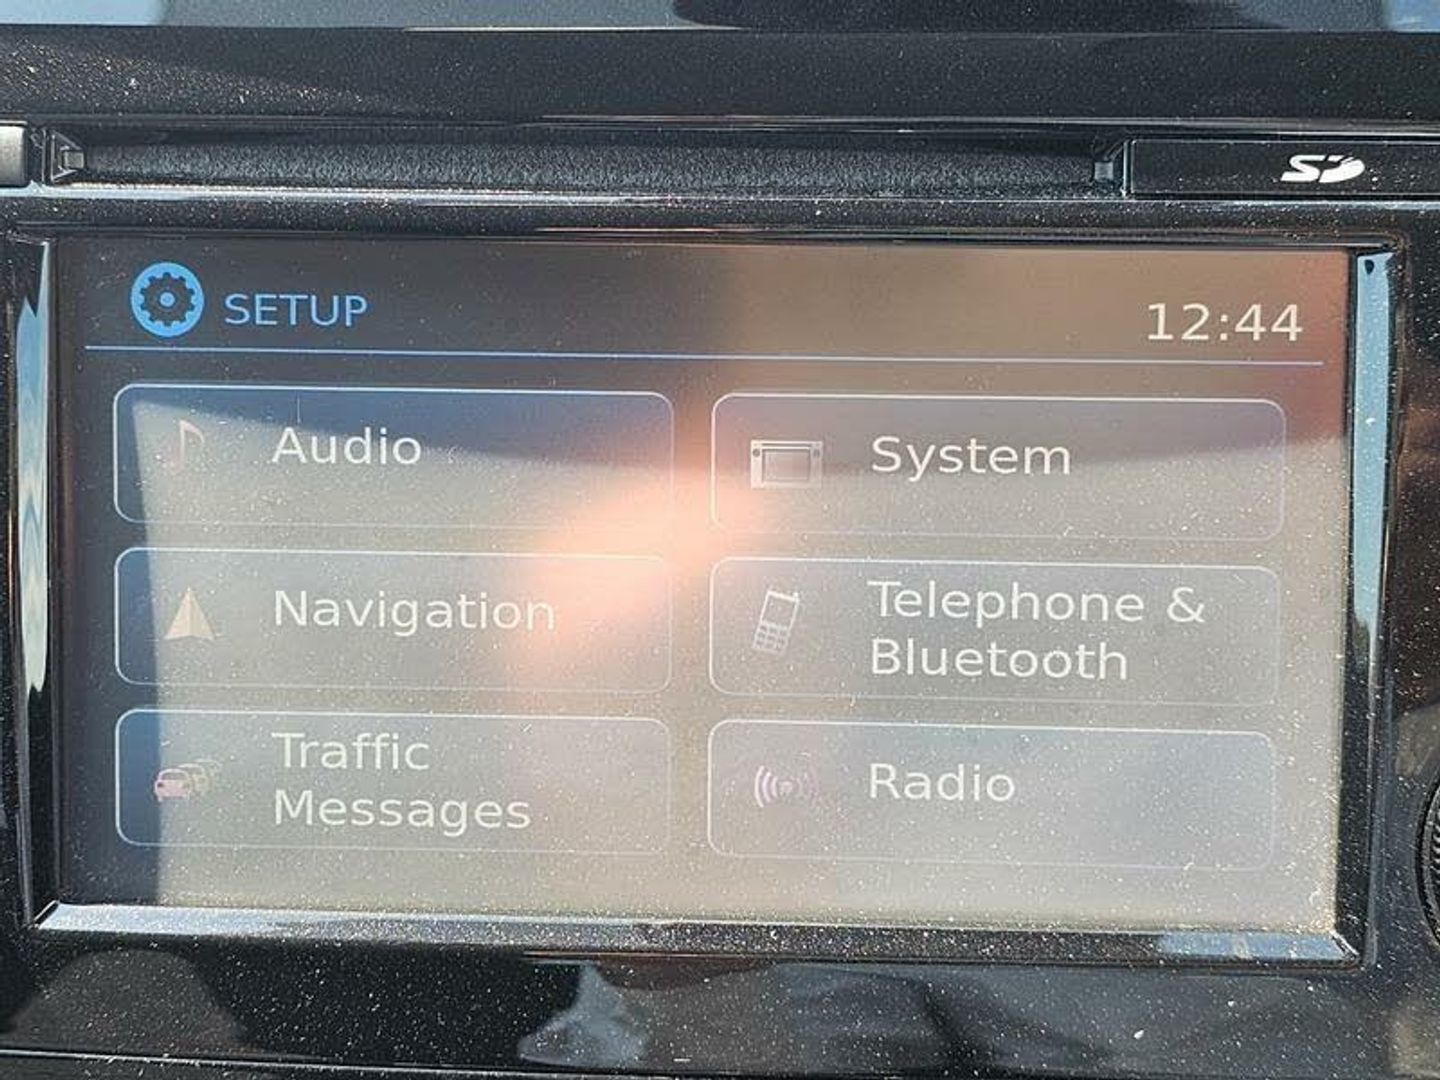 SD
SETUP
12:44
Audio
System
Navigation
Telephone &
Bluetooth
Traffic
Messages
Radio